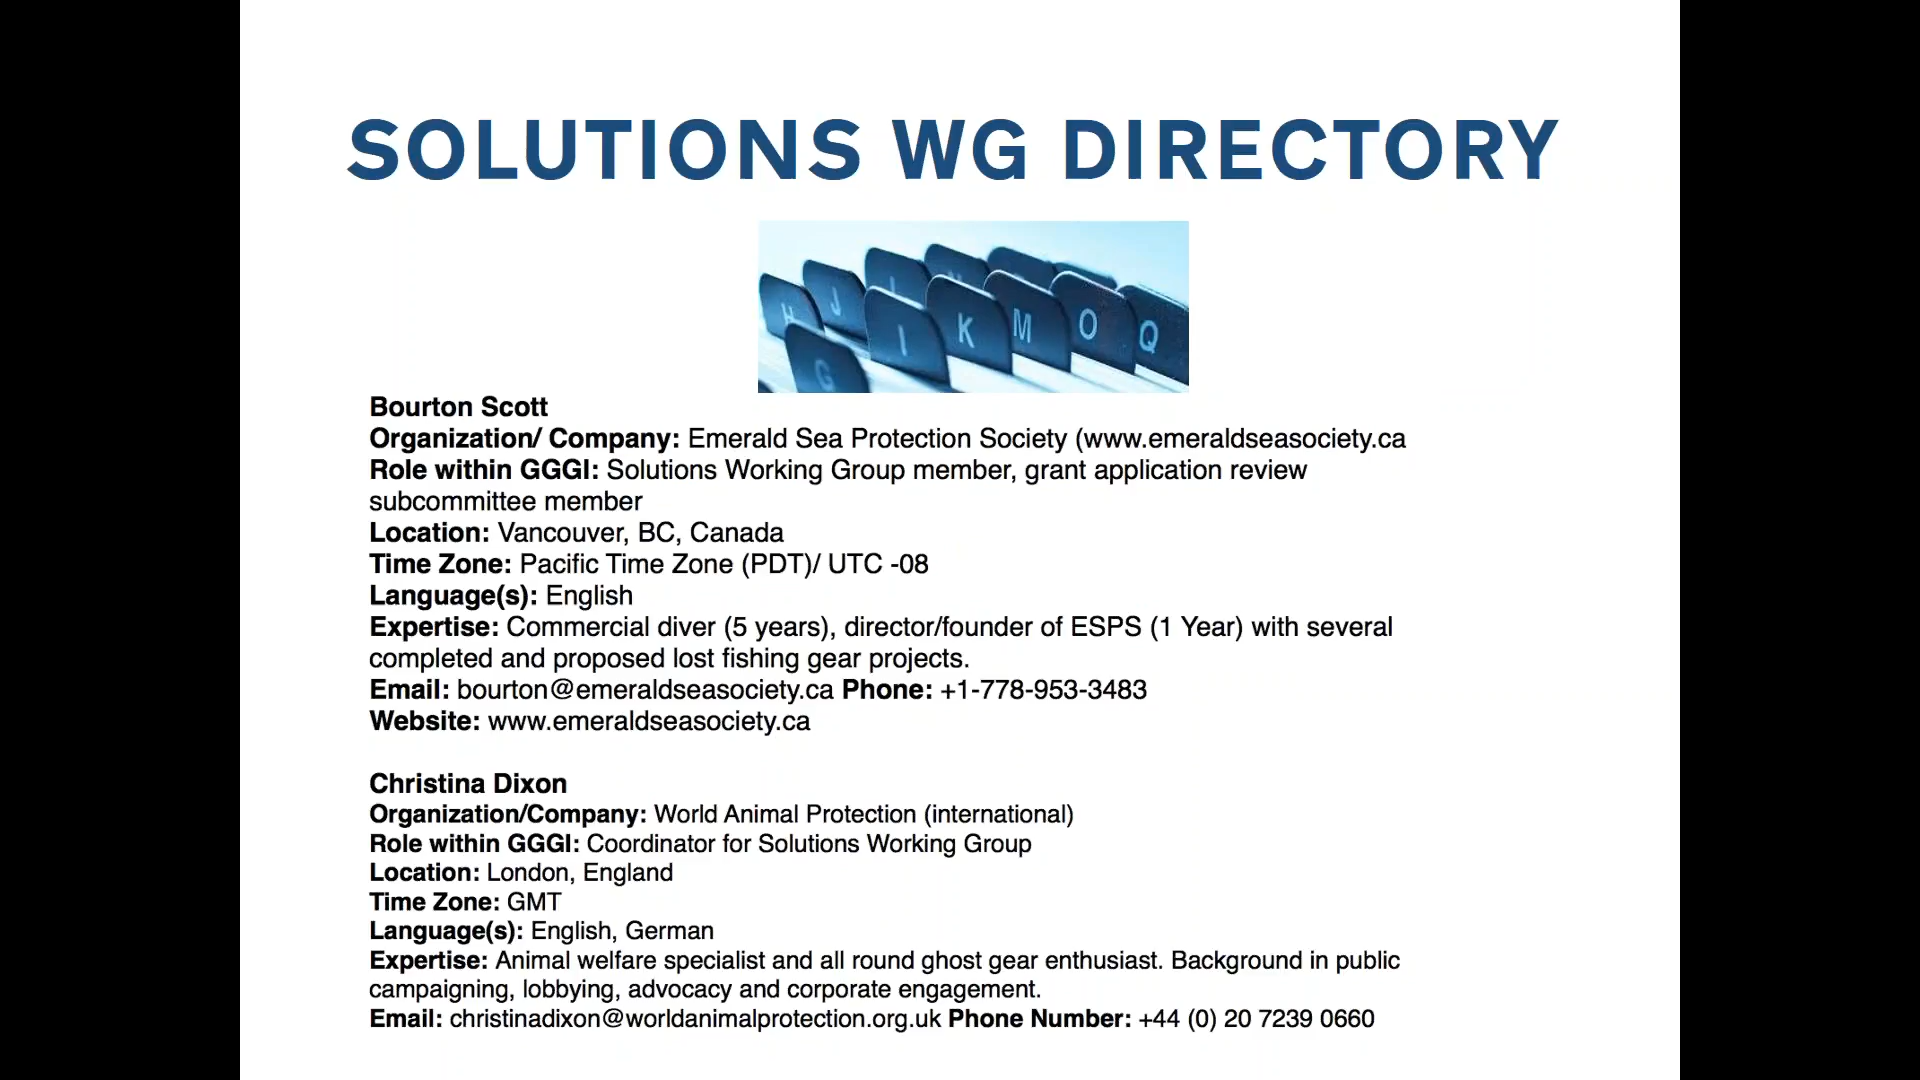 SOLUTIONS WG DIRECTORY
H J I N
G I K M O Q
Bourton Scott
Organization/ Company: Emerald Sea Protection Society (www.emeraldseasociety.ca
Role within GGGI: Solutions Working Group member, grant application review
subcommittee member
Location: Vancouver, BC, Canada
Time Zone: Pacific Time Zone (PDT)/ UTC -08
Language(s): English
Expertise: Commercial diver (5 years), director/founder of ESPS (1 Year) with several
completed and proposed lost fishing gear projects.
Email: bourton@emeraldseasociety.ca Phone: +1-778-953-3483
Website: www.emeraldseasociety.ca
Christina Dixon
Organization/Company: World Animal Protection (international)
Role within GGGI: Coordinator for Solutions Working Group
Location: London, England
Time Zone: GMT
Language(s): English, German
Expertise: Animal welfare specialist and all round ghost gear enthusiast. Background in public
campaigning, lobbying, advocacy and corporate engagement.
Email: christinadixon@worldanimalprotection.org.uk Phone Number: +44 (0) 20 7239 0660